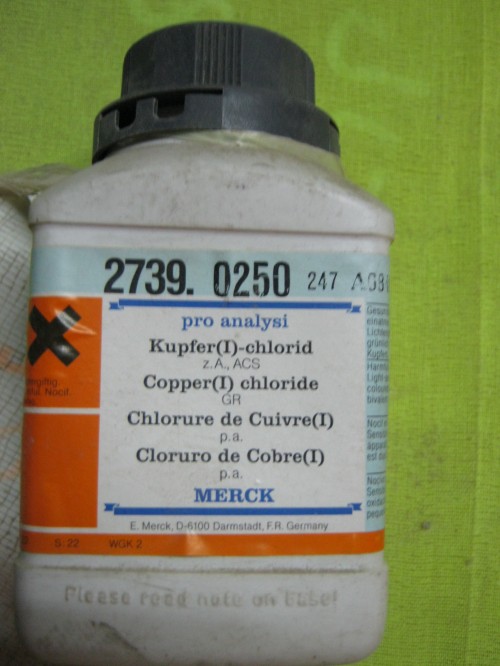 2739. 0250 247
pro analysi
Kupfer(I)-chlorid
z.A., ACS
Copper(I) chloride
GR
Chlorure de Cuivre(I)
p.a.
Cloruro de Cobre(I)
p.a.
MERCK
E. Merck, D-6100 Darmstadt, F.R. Germany
S: 22 WGK 2
Please read note on label